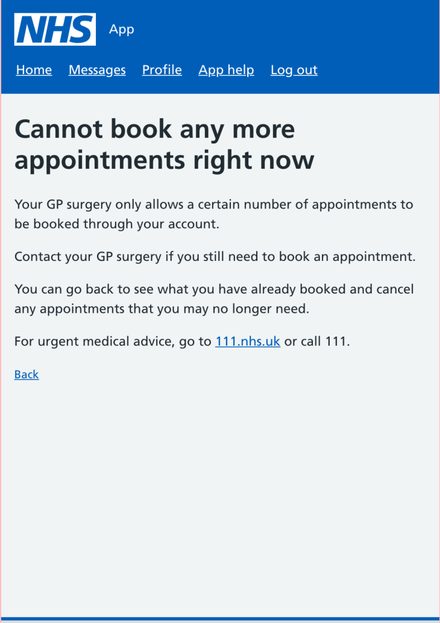 NHS App
Home Messages Profile App help Log out
Cannot book any more
appointments right now
Your GP surgery only allows a certain number of appointments to
be booked through your account.
Contact your GP surgery if you still need to book an appointment.
You can go back to see what you have already booked and cancel
any appointments that you may no longer need.
For urgent medical advice, go to 111.nhs.uk or call 111.
Back